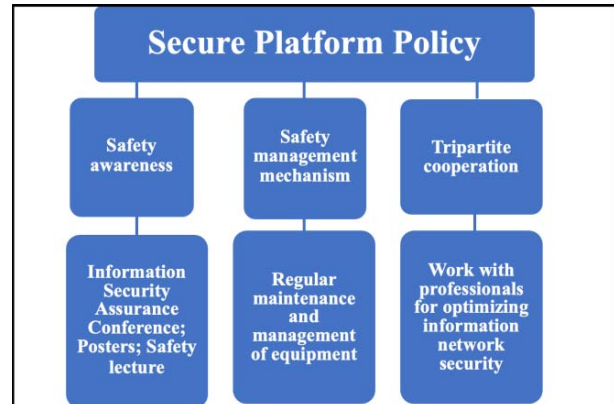 Secure Platform Policy
Safety
awareness
Safety
management
mechanism
Tripartite
cooperation
Information
Security
Assurance
Conference;
Posters; Safety
lecture
Regular
maintenance
and
management
of equipment
Work with
professionals
for optimizing
information
network
security